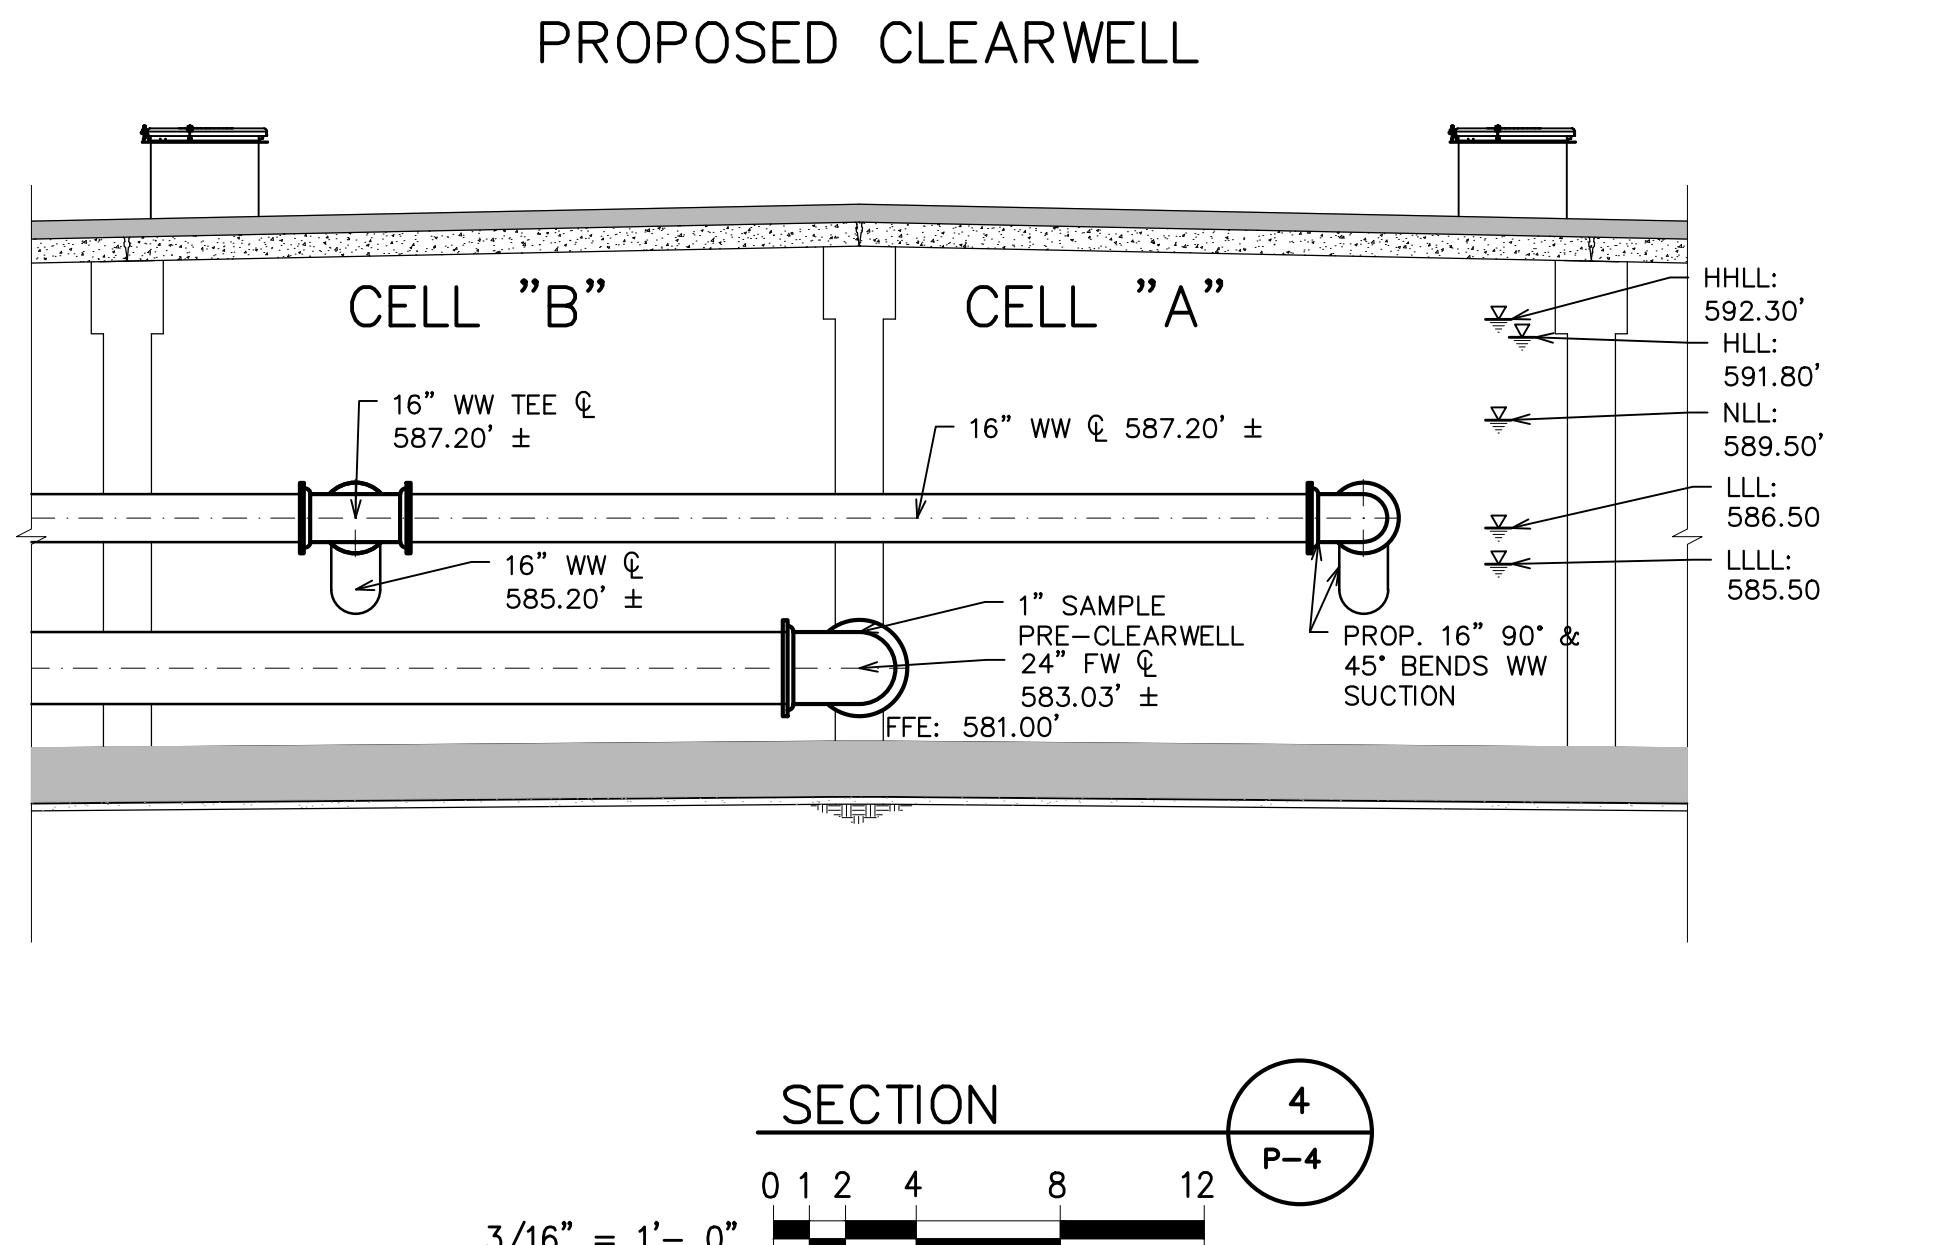 PROPOSED CLEARWELL
CELL "B"
CELL "A"
HHLL:
592.30'
HLL:
591.80'
NLL:
589.50'
LLL:
586.50
LLLL:
585.50
16" WW TEE ℄
587.20' ±
16" WW ℄ 587.20' ±
16" WW ℄
585.20' ±
1" SAMPLE
PRE-CLEARWELL
24" FW ℄
583.03' ±
FFE: 581.00'
PROP. 16" 90° &
45° BENDS WW
SUCTION
SECTION
4
P-4
0 1 2 4 8 12
3/16" = 1'- 0"